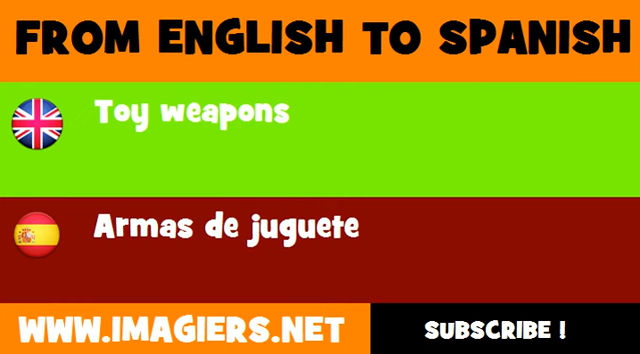 FROM ENGLISH TO SPANISH
Toy weapons
Armas de juguete
WWW.IMAGIERS.NET
SUBSCRIBE !